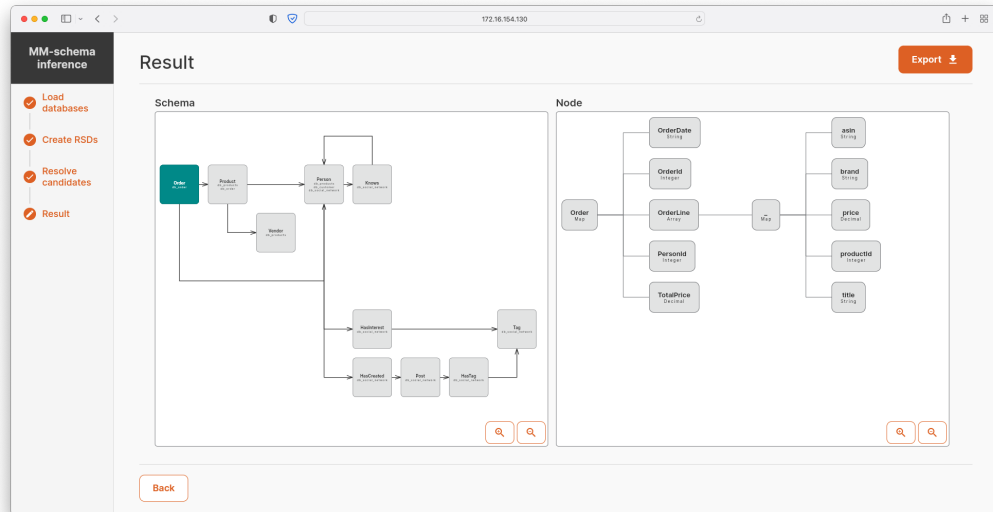 172.16.154.130
MM-schema
inference
Load
databases
Create RSDs
Resolve
candidates
Result
Result
Export
Schema
Order
Product
Person
Knows
Vendor
HasInterest
Tag
HasCreated
Post
HasTag
Node
Order
Map
OrderDate
String
OrderId
Integer
OrderLine
Array
PersonId
Integer
TotalPrice
Decimal
_
Map
asin
String
brand
String
price
Decimal
productId
Integer
title
String
Back